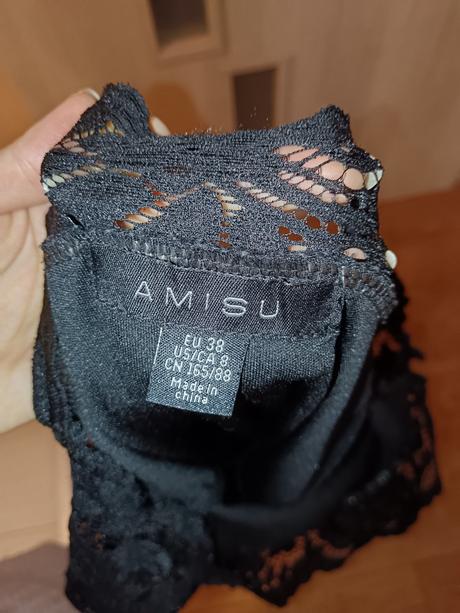 AMISU
EU 38
US/CA 8
CN 165/88
Made in
china